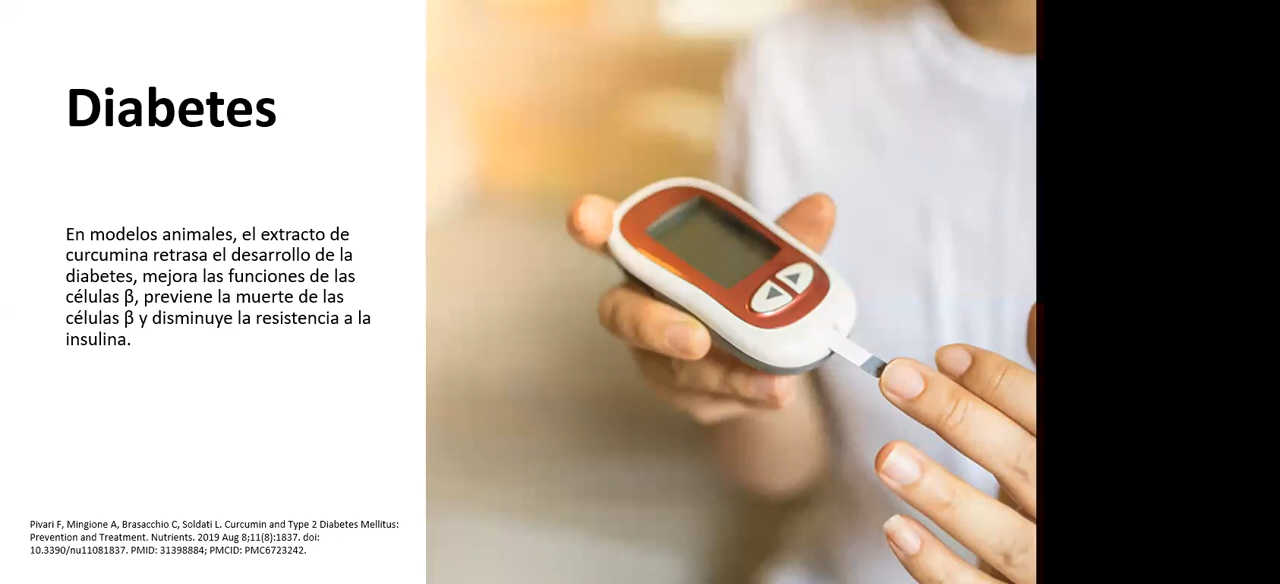 Diabetes
En modelos animales, el extracto de
curcumina retrasa el desarrollo de la
diabetes, mejora las funciones de las
células β, previene la muerte de las
células β y disminuye la resistencia a la
insulina.
Pivari F, Mingione A, Brasacchio C, Soldati L. Curcumin and Type 2 Diabetes Mellitus:
Prevention and Treatment. Nutrients. 2019 Aug 8;11(8):1837. doi:
10.3390/nu11081837. PMID: 31398884; PMCID: PMC6723242.